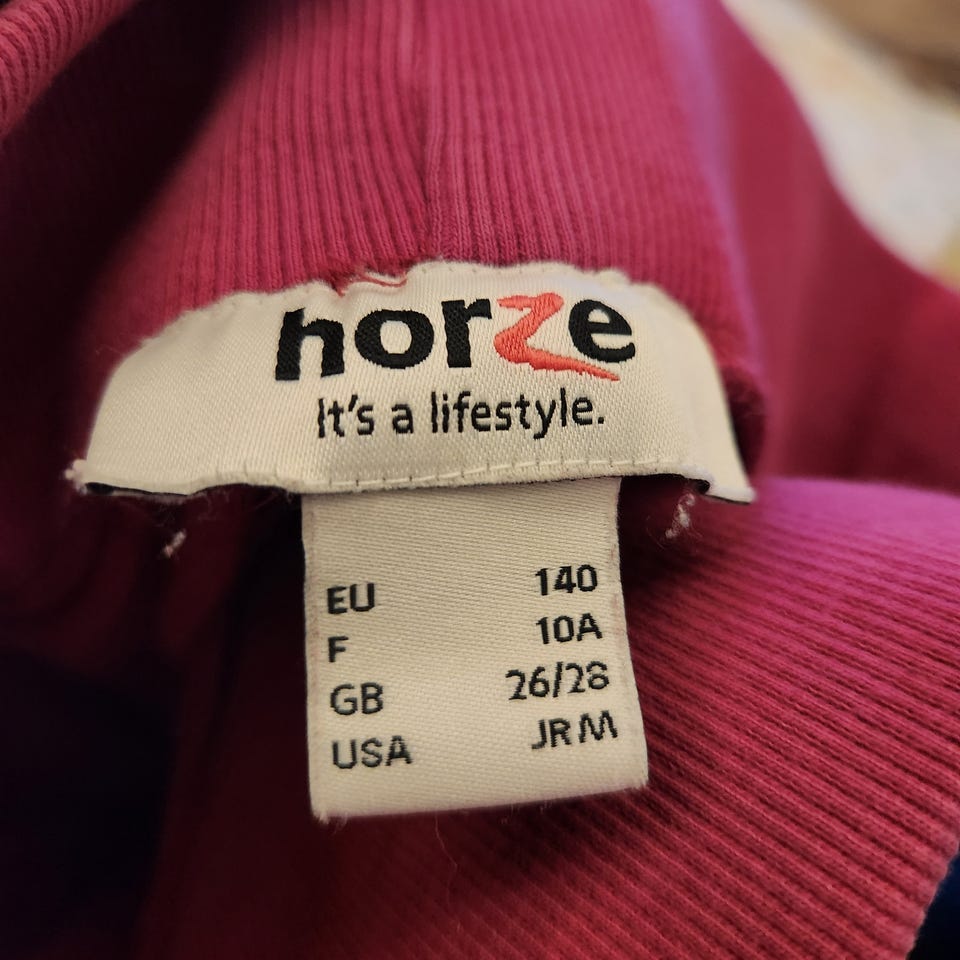 horze
It's a lifestyle.
EU 140
F 10A
GB 26/28
USA JR M